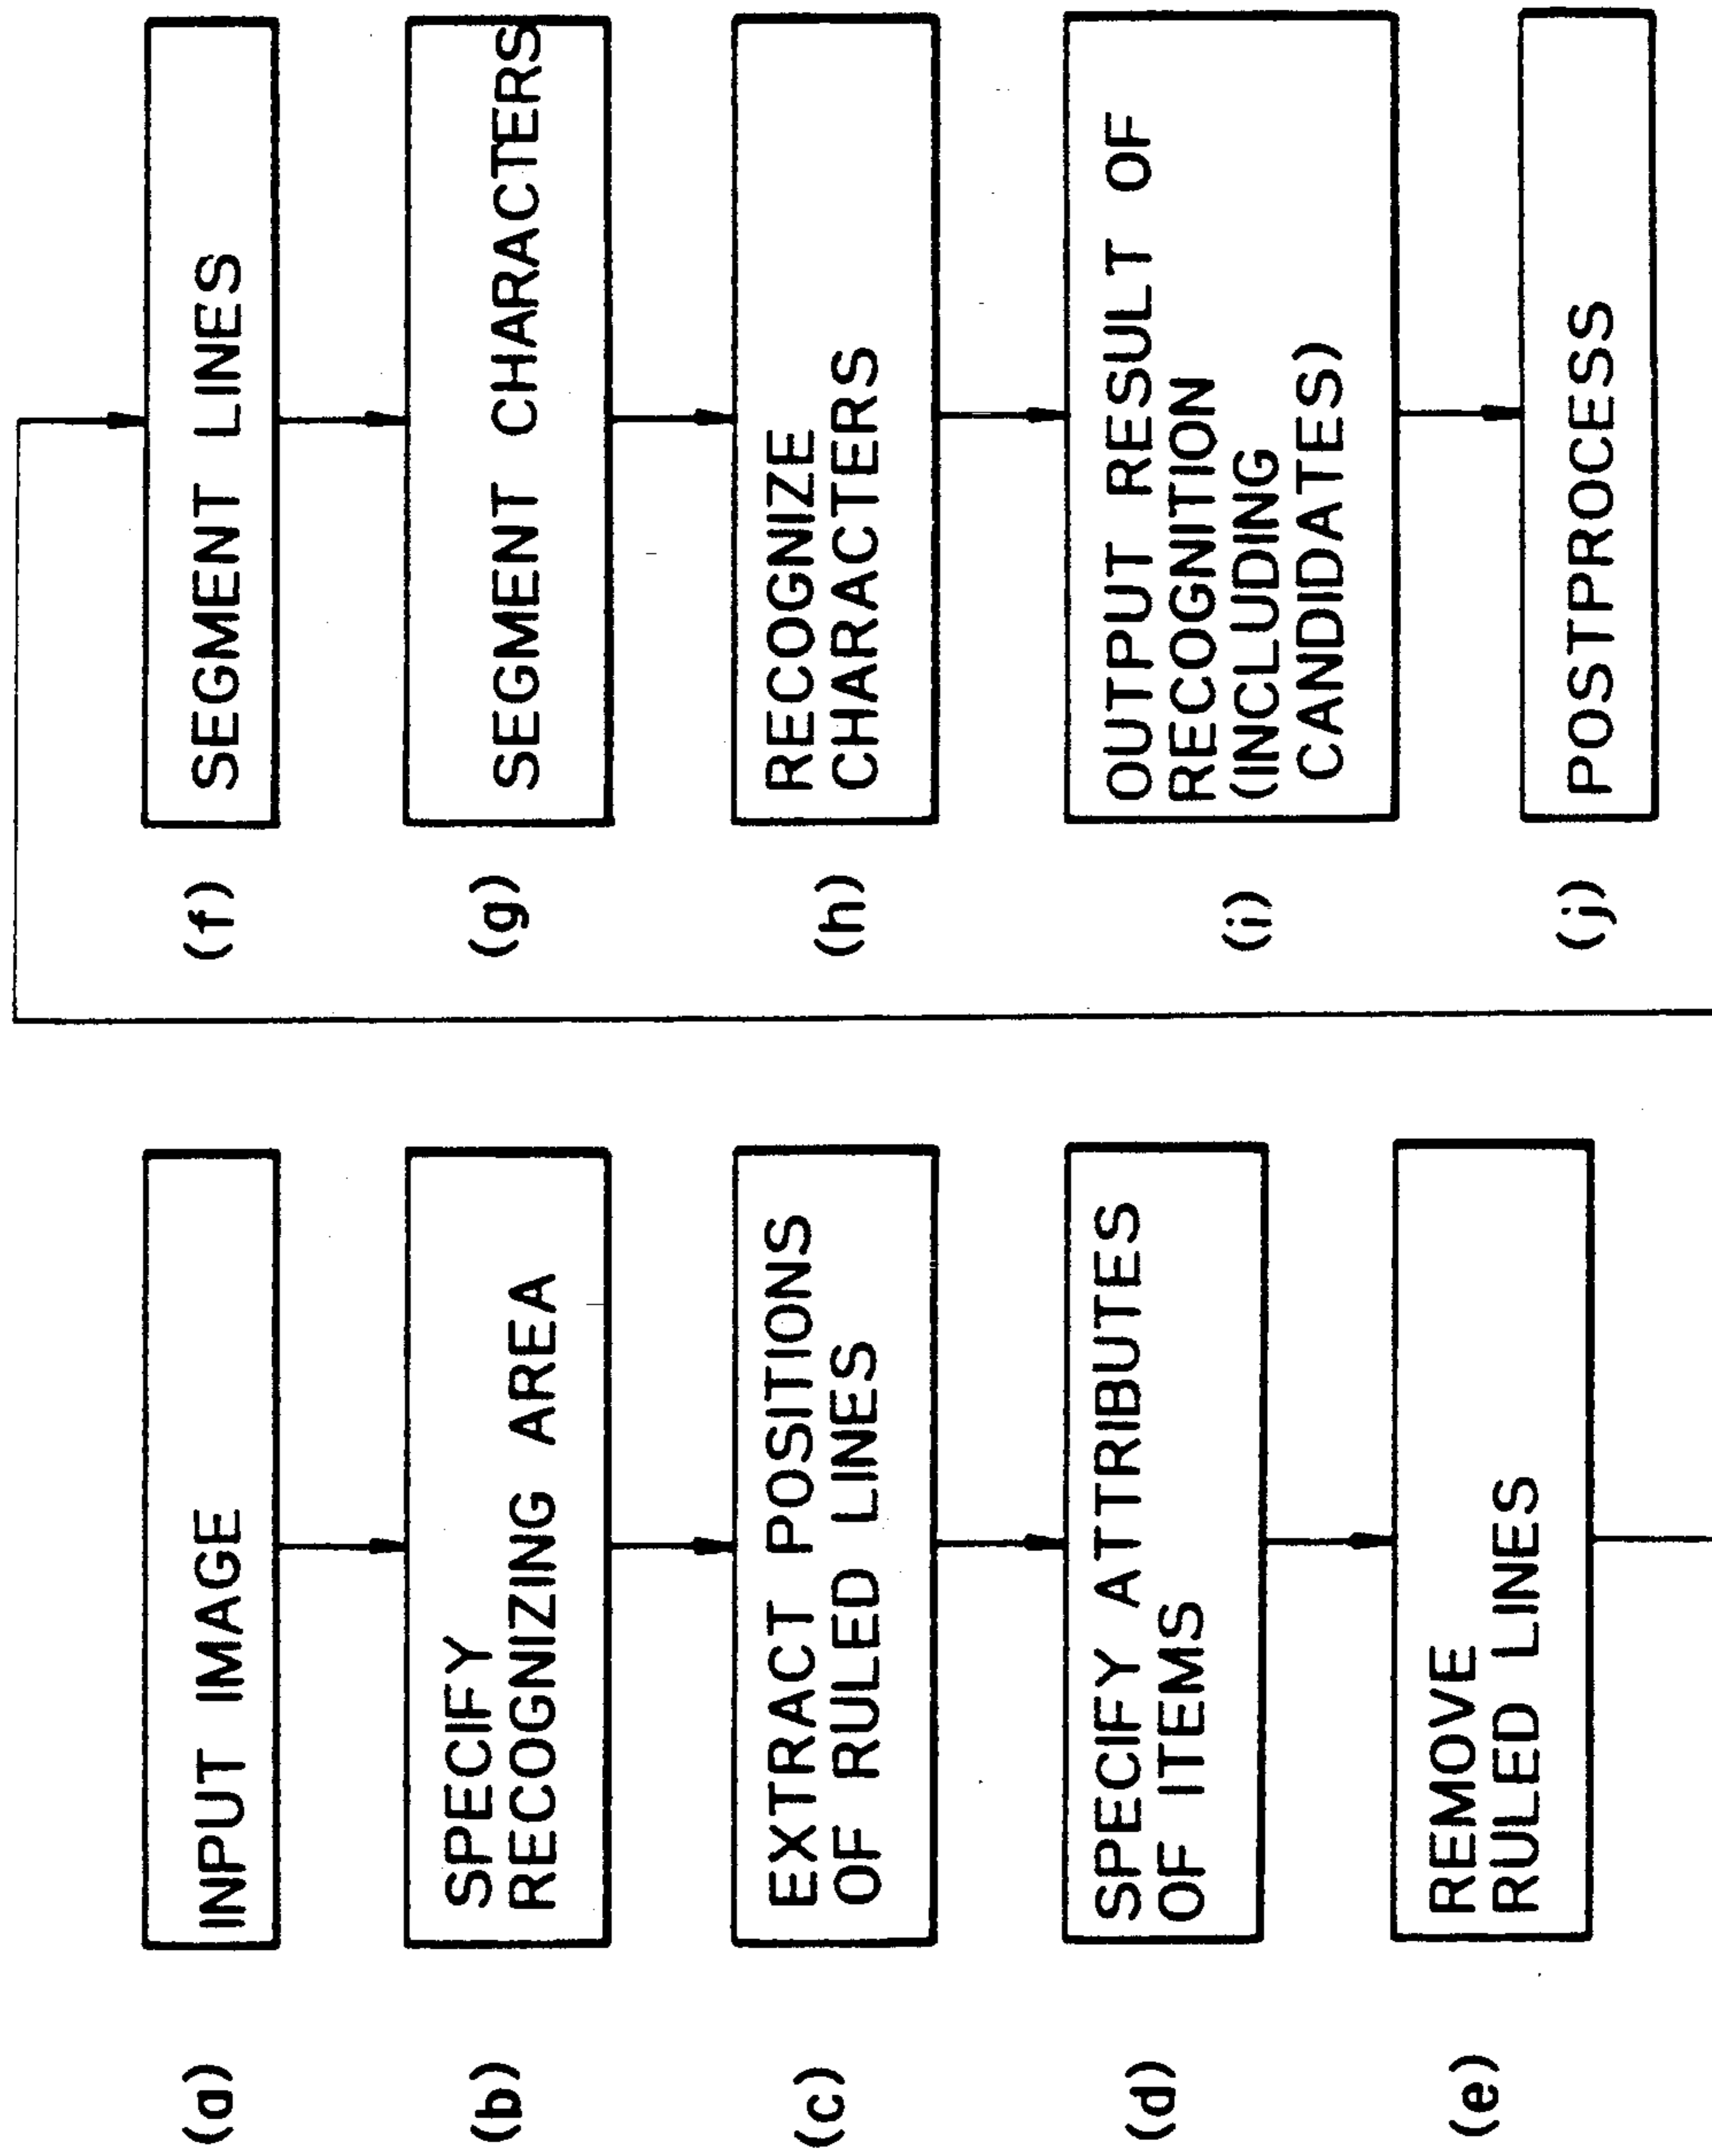 (a)
INPUT IMAGE
(b)
SPECIFY
RECOGNIZING AREA
(c)
EXTRACT POSITIONS
OF RULED LINES
(d)
SPECIFY ATTRIBUTES
OF ITEMS
(e)
REMOVE
RULED LINES
(f)
SEGMENT LINES
(g)
SEGMENT CHARACTERS
(h)
RECOGNIZE
CHARACTERS
(i)
OUTPUT RESULT OF
RECOGNITION
(INCLUDING
CANDIDATES)
(j)
POSTPROCESS